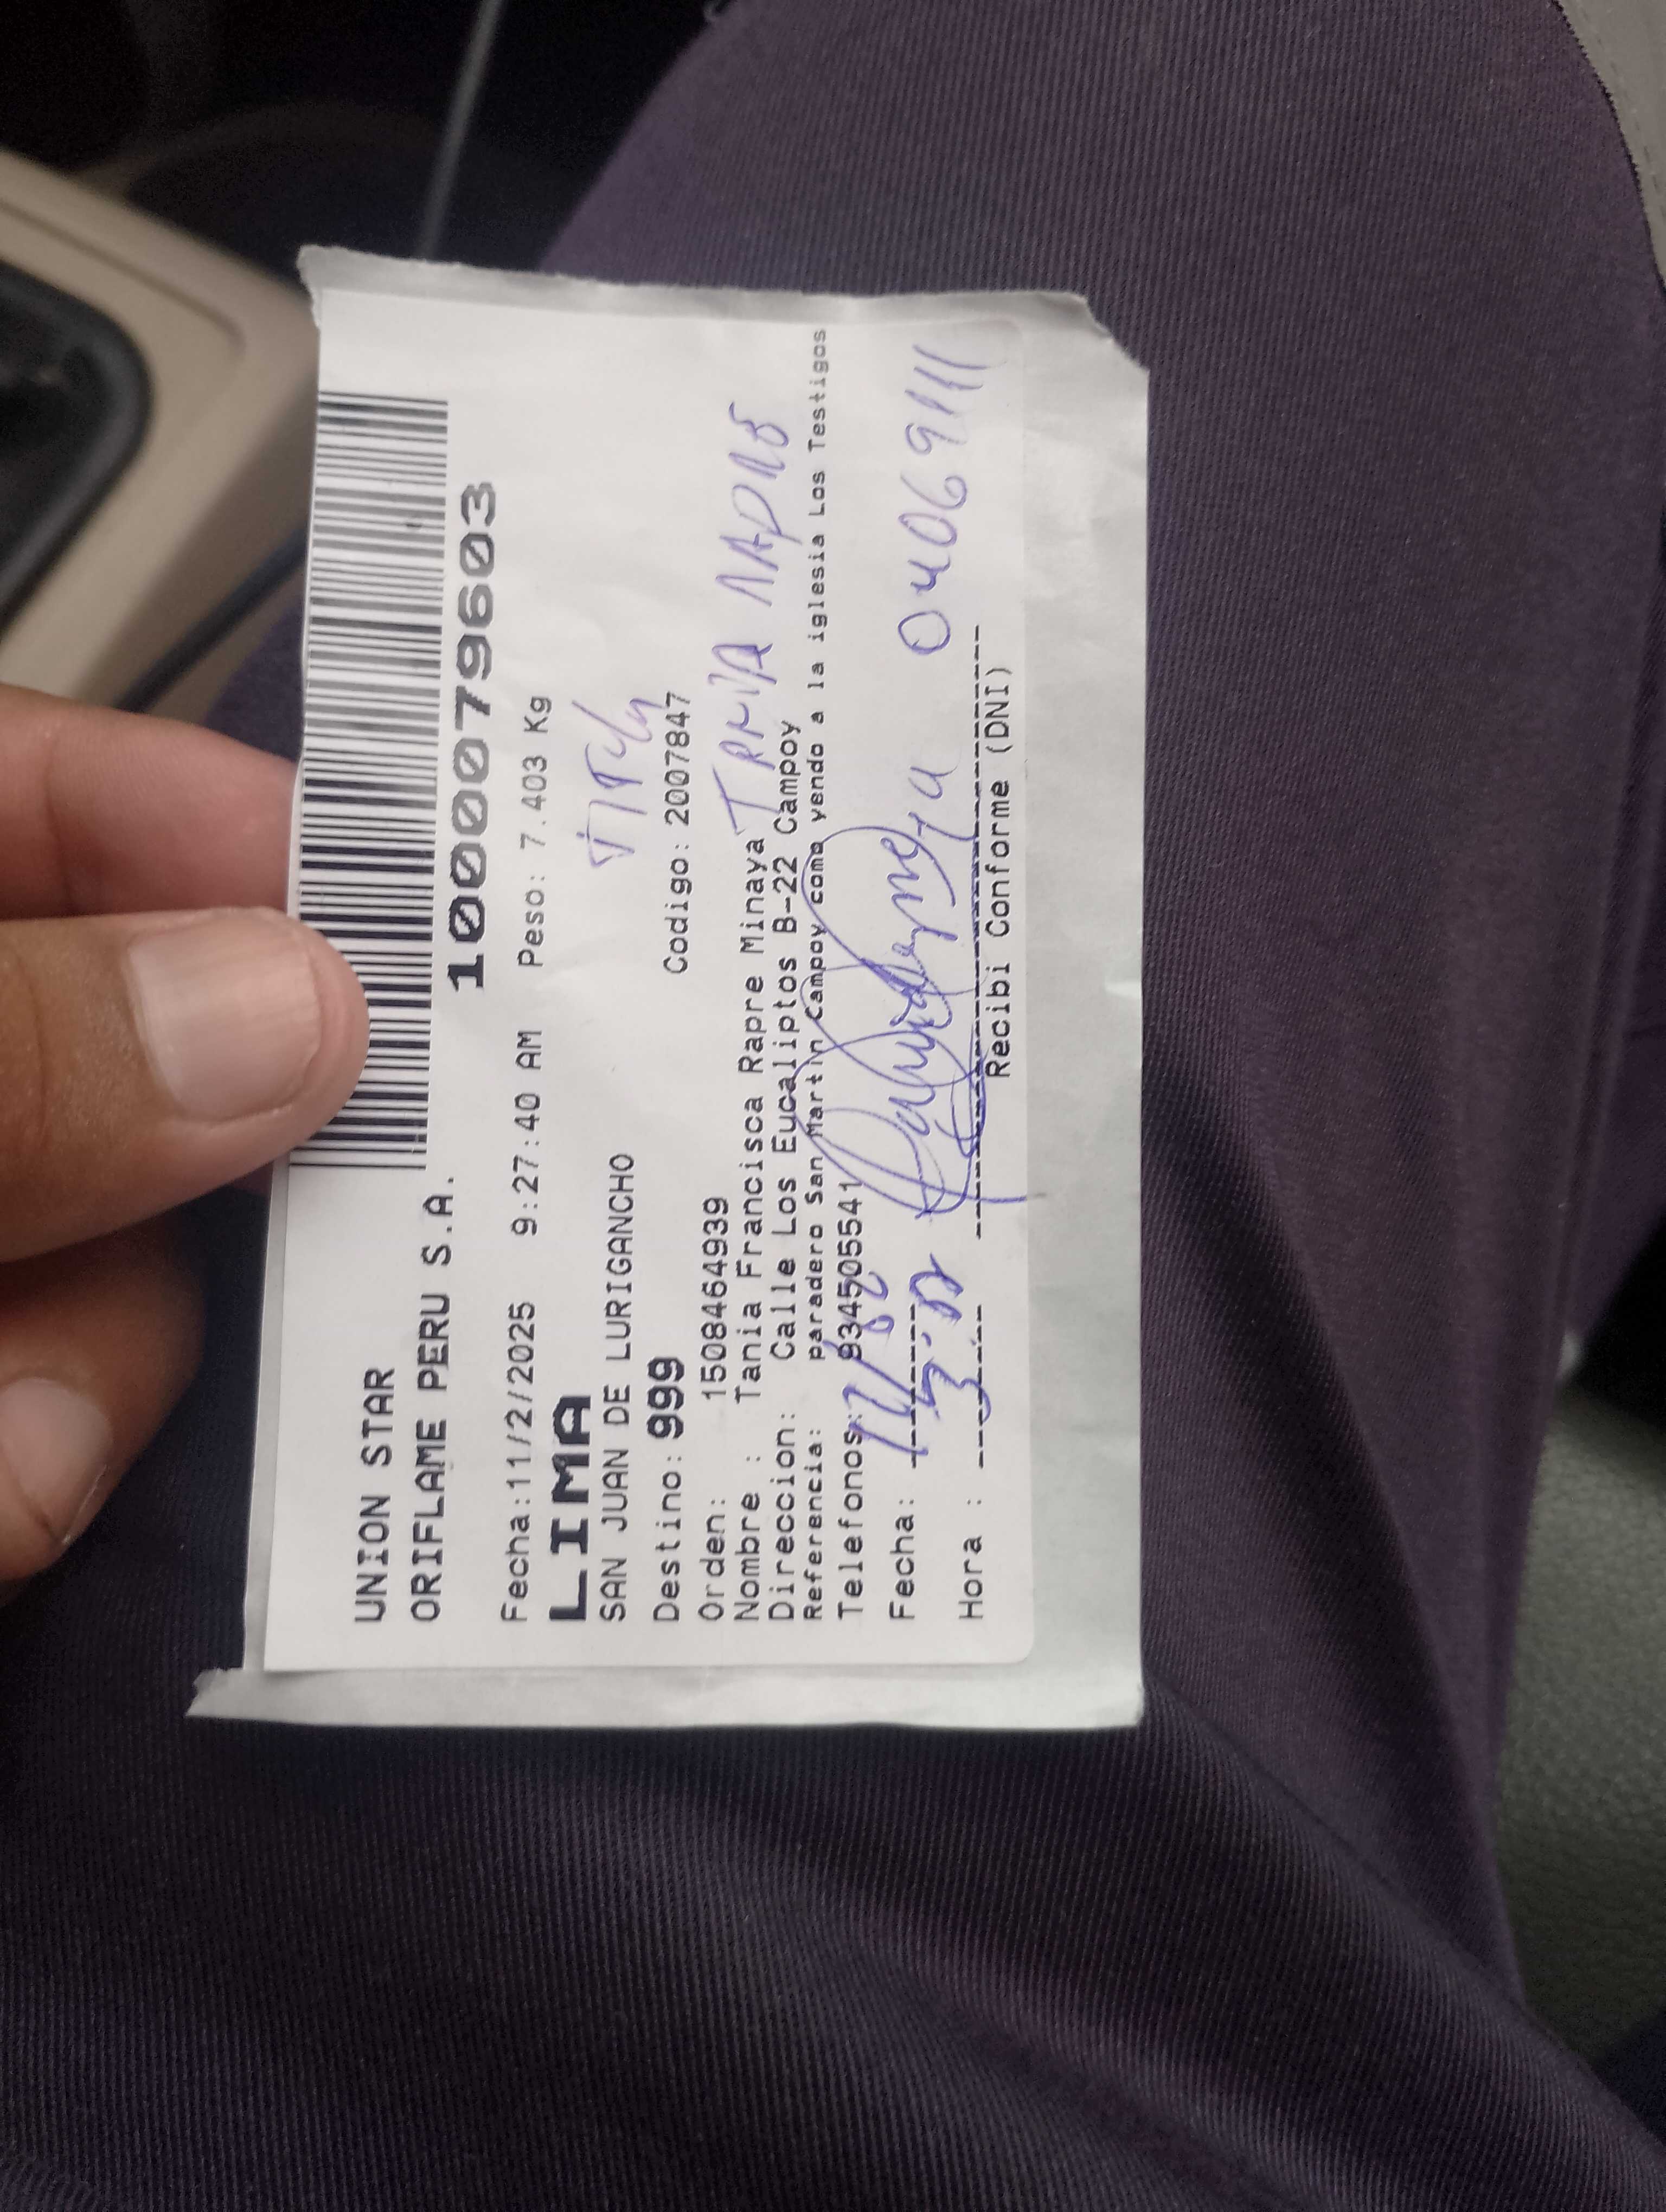 UNION STAR
ORIFLAME PERU S.A.
10000079603
Fecha:11/2/2025 9:27:40 AM Peso: 7.403 Kg
LIMA
SAN JUAN DE LURIGANCHO
Destino: 999 Codigo: 2007847
Orden: 1508464939
Nombre : Tania Francisca Rapre Minaya
Direccion: Calle Los Eucaliptos B-22 Campoy
Referencia: paradero San Martin Campoy como yendo a la iglesia Los Testigos
Telefonos: 934505541
Fecha:
Hora :
Recibi Conforme (DNI)